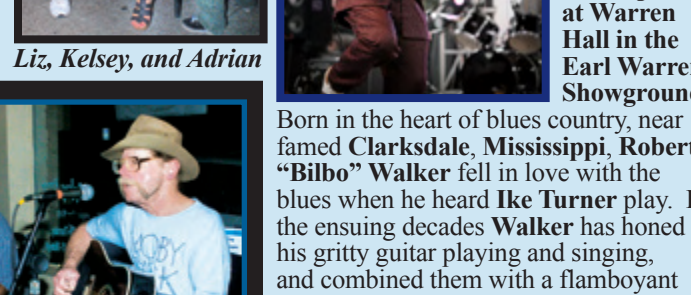 Liz, Kelsey, and Adrian
at Warren
Hall in the
Earl Warren
Showground
Born in the heart of blues country, near
famed Clarksdale, Mississippi, Robert
“Bilbo” Walker fell in love with the
blues when he heard Ike Turner play.
the ensuing decades Walker has honed
his gritty guitar playing and singing,
and combined them with a flamboyant
MOBY